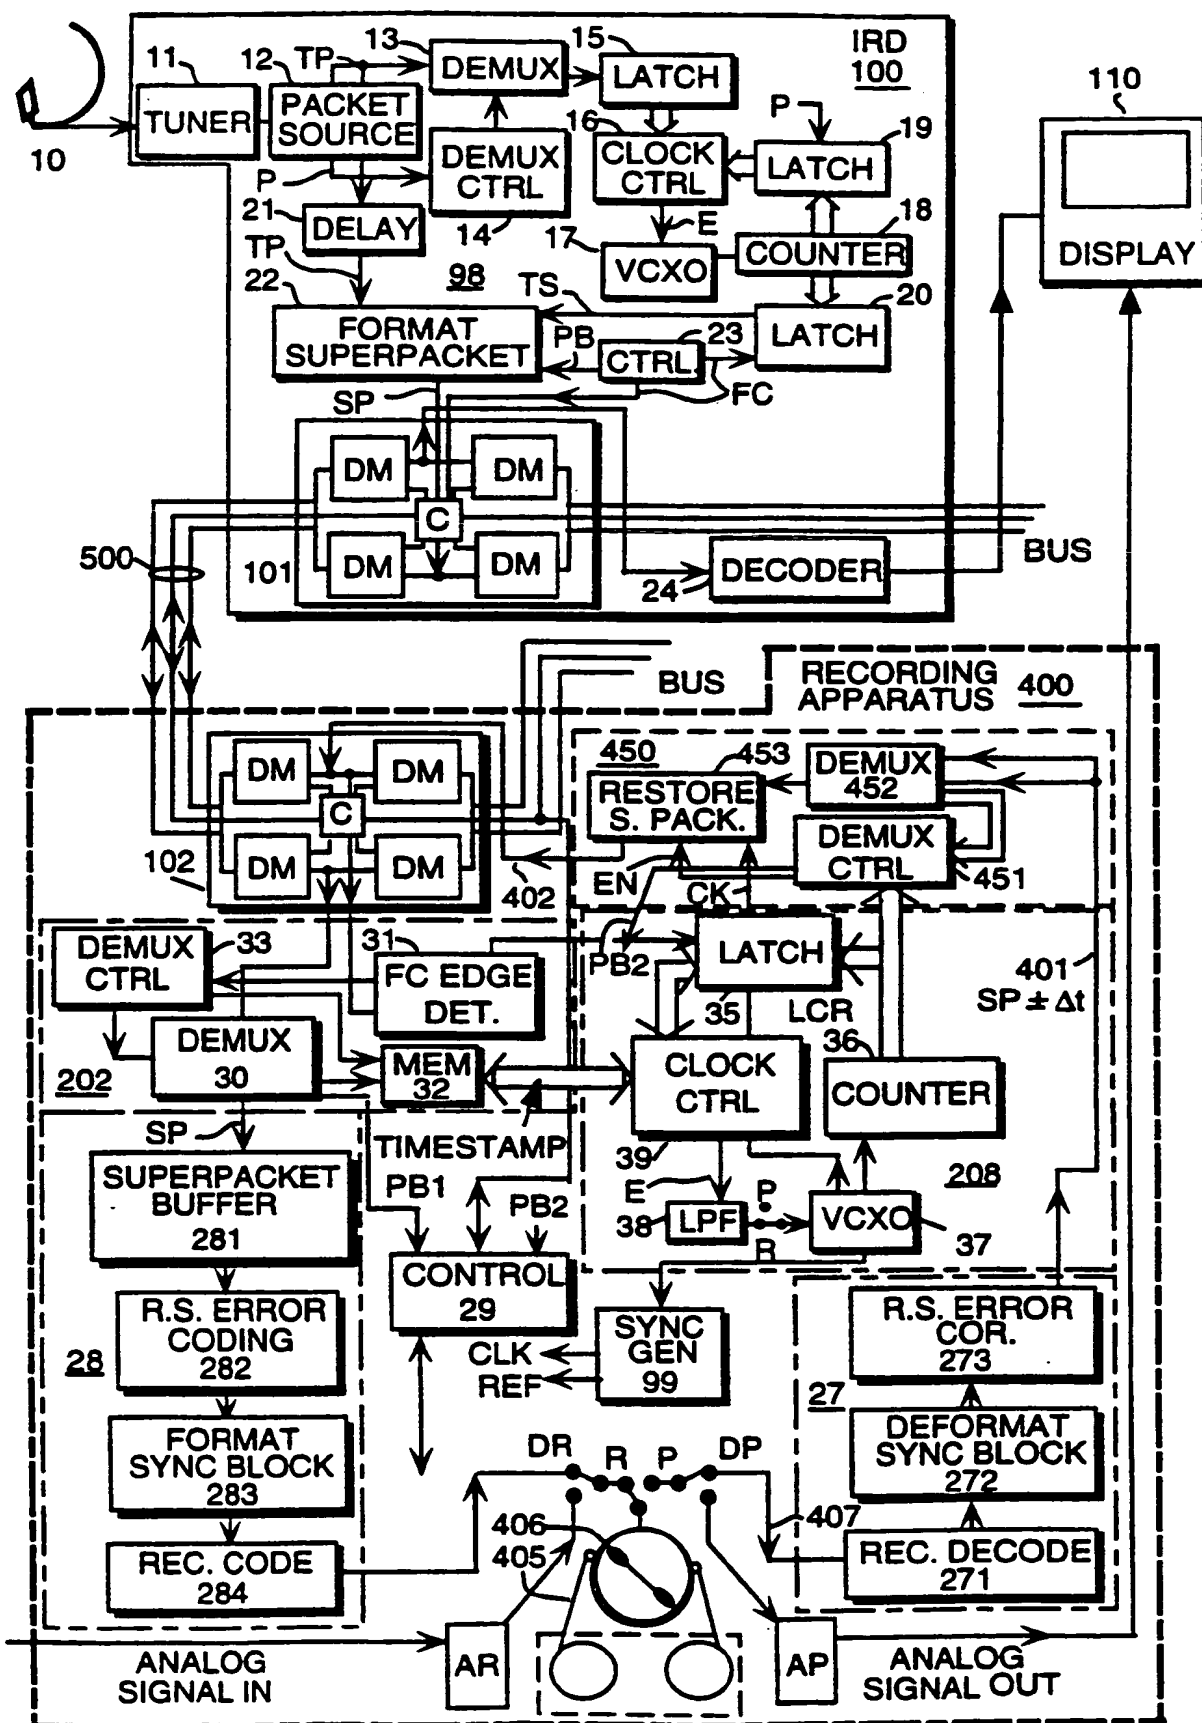 IRD
100
11
12
TP
13
15
110
TUNER
PACKET
SOURCE
DEMUX
LATCH
P
16
19
10
P
DEMUX
CTRL
CLOCK
CTRL
LATCH
21
DELAY
14
E
17
18
TP
22
98
VCXO
COUNTER
DISPLAY
TS
20
FORMAT
SUPERPACKET
PB
23
CTRL.
LATCH
SP
FC
DM
DM
C
DM
DM
500
101
DECODER
24
BUS
BUS
RECORDING
APPARATUS 400
DM
DM
C
DM
DM
102
450
453
DEMUX
452
RESTORE
S. PACK.
DEMUX
CTRL
451
402
EN
CK
33
DEMUX
CTRL
31
FC EDGE
DET.
PB2
LATCH
35
LCR
401
SP ± Δt
DEMUX
30
202
MEM
32
CLOCK
CTRL
36
COUNTER
SP
TIMESTAMP
39
SUPERPACKET
BUFFER
281
PB1
PB2
E
38
LPF
P
R
VCXO
208
37
CONTROL
29
R.S. ERROR
CODING
282
28
SYNC
GEN
99
CLK
REF
R.S. ERROR
COR.
273
27
FORMAT
SYNC BLOCK
283
DR
R
P
DP
DEFORMAT
SYNC BLOCK
272
406
405
407
REC. CODE
284
REC. DECODE
271
ANALOG
SIGNAL IN
AR
AP
ANALOG
SIGNAL OUT